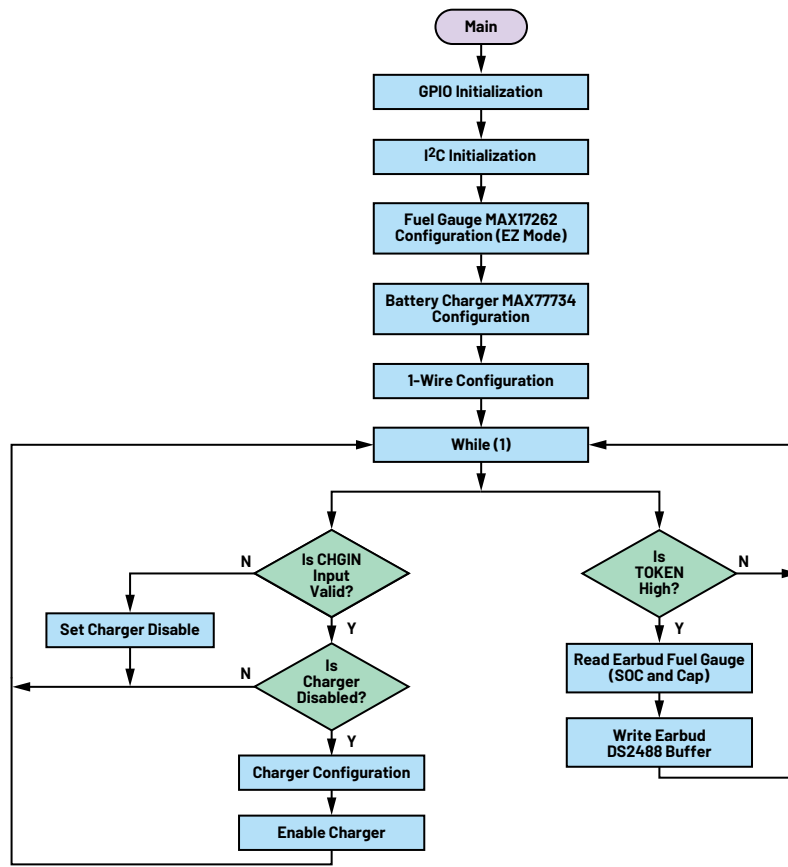 Main
GPIO Initialization
I²C Initialization
Fuel Gauge MAX17262
Configuration (EZ Mode)
Battery Charger MAX77734
Configuration
1-Wire Configuration
While (1)
N
Is CHGIN
Input
Valid?
Y
Set Charger Disable
N
Is
Charger
Disabled?
Y
Charger Configuration
Enable Charger
Is
TOKEN
High?
N
Y
Read Earbud Fuel Gauge
(SOC and Cap)
Write Earbud
DS2488 Buffer